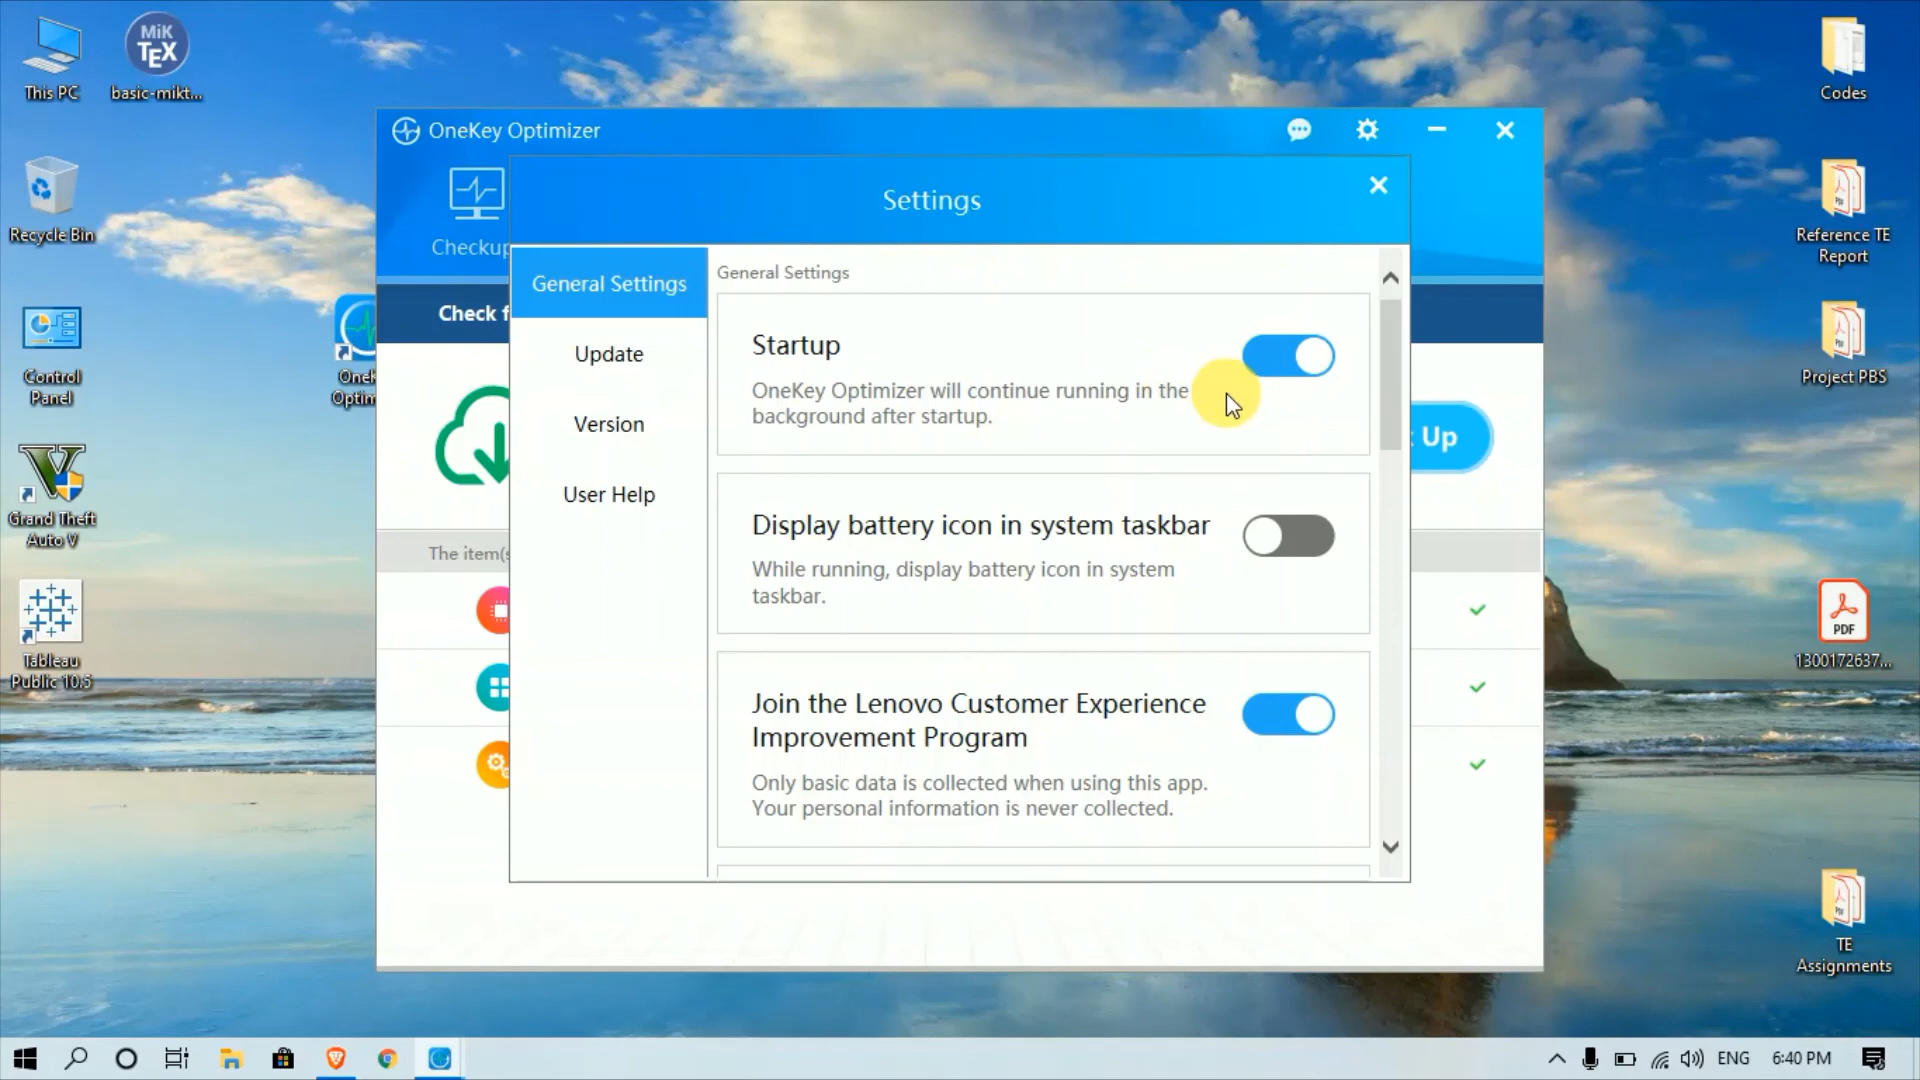 This PC
MiK
TEX
basic-mikt...
Recycle Bin
Control
Panel
Grand Theft
Auto V
Tableau
Public 10.5
OneK
Optim
OneKey Optimizer
Checkup
Check f
The item(s
Settings
General Settings
Update
Version
User Help
General Settings
Startup
OneKey Optimizer will continue running in the
background after startup.
Display battery icon in system taskbar
While running, display battery icon in system
taskbar.
Join the Lenovo Customer Experience
Improvement Program
Only basic data is collected when using this app.
Your personal information is never collected.
Up
Codes
Reference TE
Report
Project PBS
PDF
1300172637...
TE
Assignments
ENG
6:40 PM